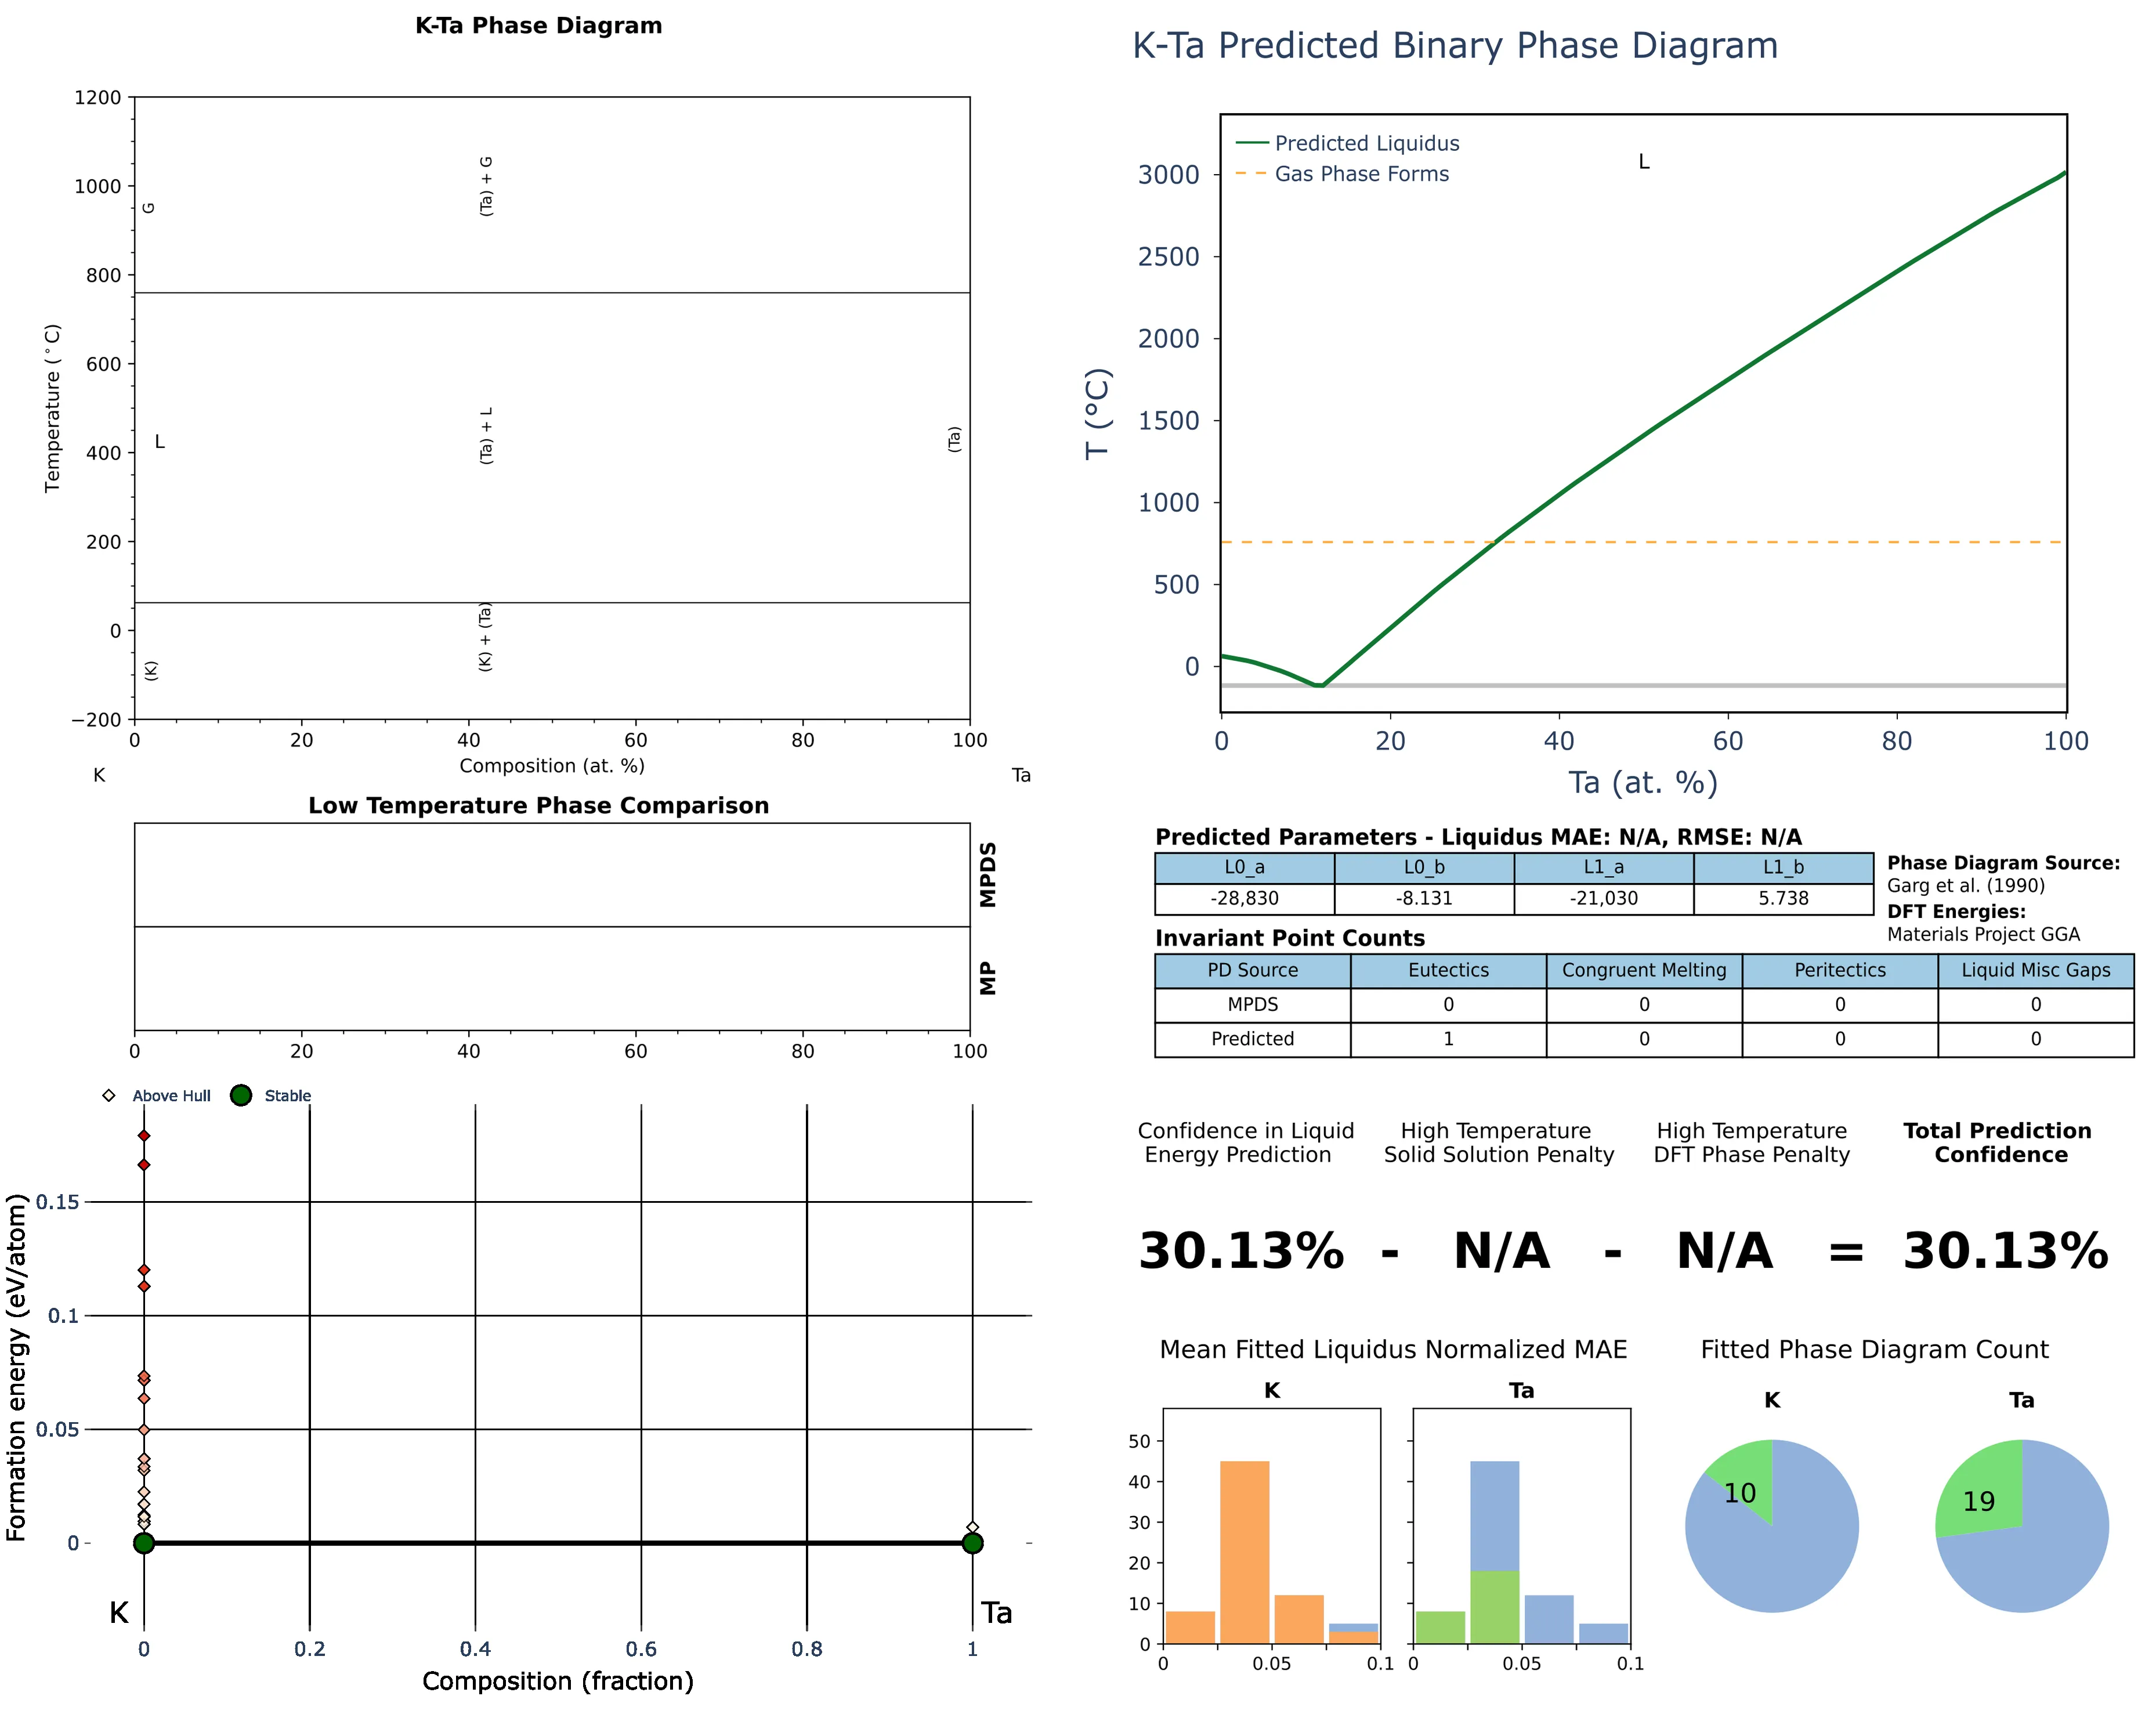 K-Ta Phase Diagram
1200
1000
800
600
400
200
0
−200
Temperature (°C)
G
(Ta) + G
L
(Ta) + L
(Ta)
(K)
(K) + (Ta)
0 20 40 60 80 100
Composition (at. %)
K Ta
Low Temperature Phase Comparison
MPDS
MP
0 20 40 60 80 100
Above Hull Stable
Formation energy (eV/atom)
0.15
0.1
0.05
0
K Ta
0 0.2 0.4 0.6 0.8 1
Composition (fraction)
K-Ta Predicted Binary Phase Diagram
Predicted Liquidus
Gas Phase Forms
L
T (°C)
3000
2500
2000
1500
1000
500
0
0 20 40 60 80 100
Ta (at. %)
Predicted Parameters - Liquidus MAE: N/A, RMSE: N/A
L0_a L0_b L1_a L1_b
-28,830 -8.131 -21,030 5.738
Phase Diagram Source:
Garg et al. (1990)
DFT Energies:
Materials Project GGA
Invariant Point Counts
PD Source Eutectics Congruent Melting Peritectics Liquid Misc Gaps
MPDS 0 0 0 0
Predicted 1 0 0 0
Confidence in Liquid
Energy Prediction
High Temperature
Solid Solution Penalty
High Temperature
DFT Phase Penalty
Total Prediction
Confidence
30.13% - N/A - N/A = 30.13%
Mean Fitted Liquidus Normalized MAE
K Ta
50
40
30
20
10
0
0 0.05 0.1 0 0.05 0.1
Fitted Phase Diagram Count
K Ta
10 19